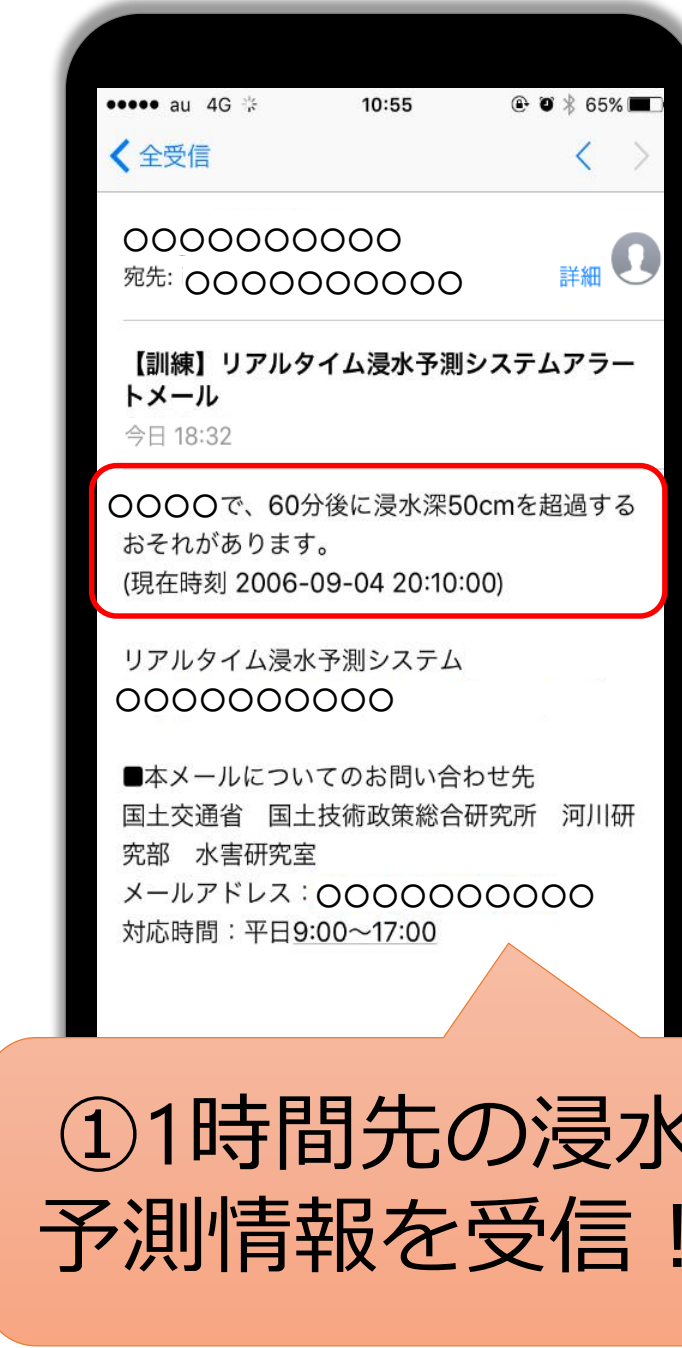 ●●●●● au 4G 10:55 65%
全受信
〇〇〇〇〇〇〇〇〇〇
宛先: 〇〇〇〇〇〇〇〇〇〇 詳細
【訓練】リアルタイム浸水予測システムアラー
トメール
今日 18:32
〇〇〇〇で、60分後に浸水深50cmを超過する
おそれがあります。
(現在時刻 2006-09-04 20:10:00)
リアルタイム浸水予測システム
〇〇〇〇〇〇〇〇〇〇
■本メールについてのお問い合わせ先
国土交通省　国土技術政策総合研究所　河川研
究部　水害研究室
メールアドレス：〇〇〇〇〇〇〇〇〇〇
対応時間：平日9:00～17:00
①1時間先の浸水
予測情報を受信！